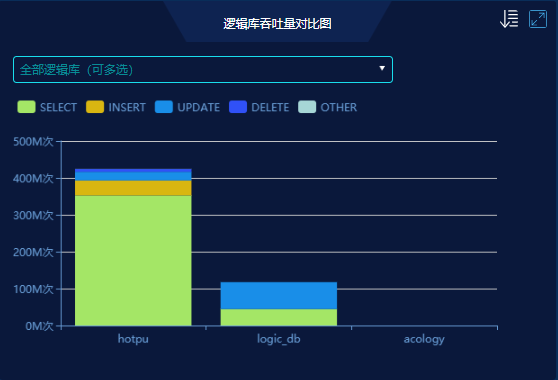 逻辑库吞吐量对比图
全部逻辑库（可多选）
SELECT INSERT UPDATE DELETE OTHER
500M次
400M次
300M次
200M次
100M次
0M次
hotpu logic_db acology